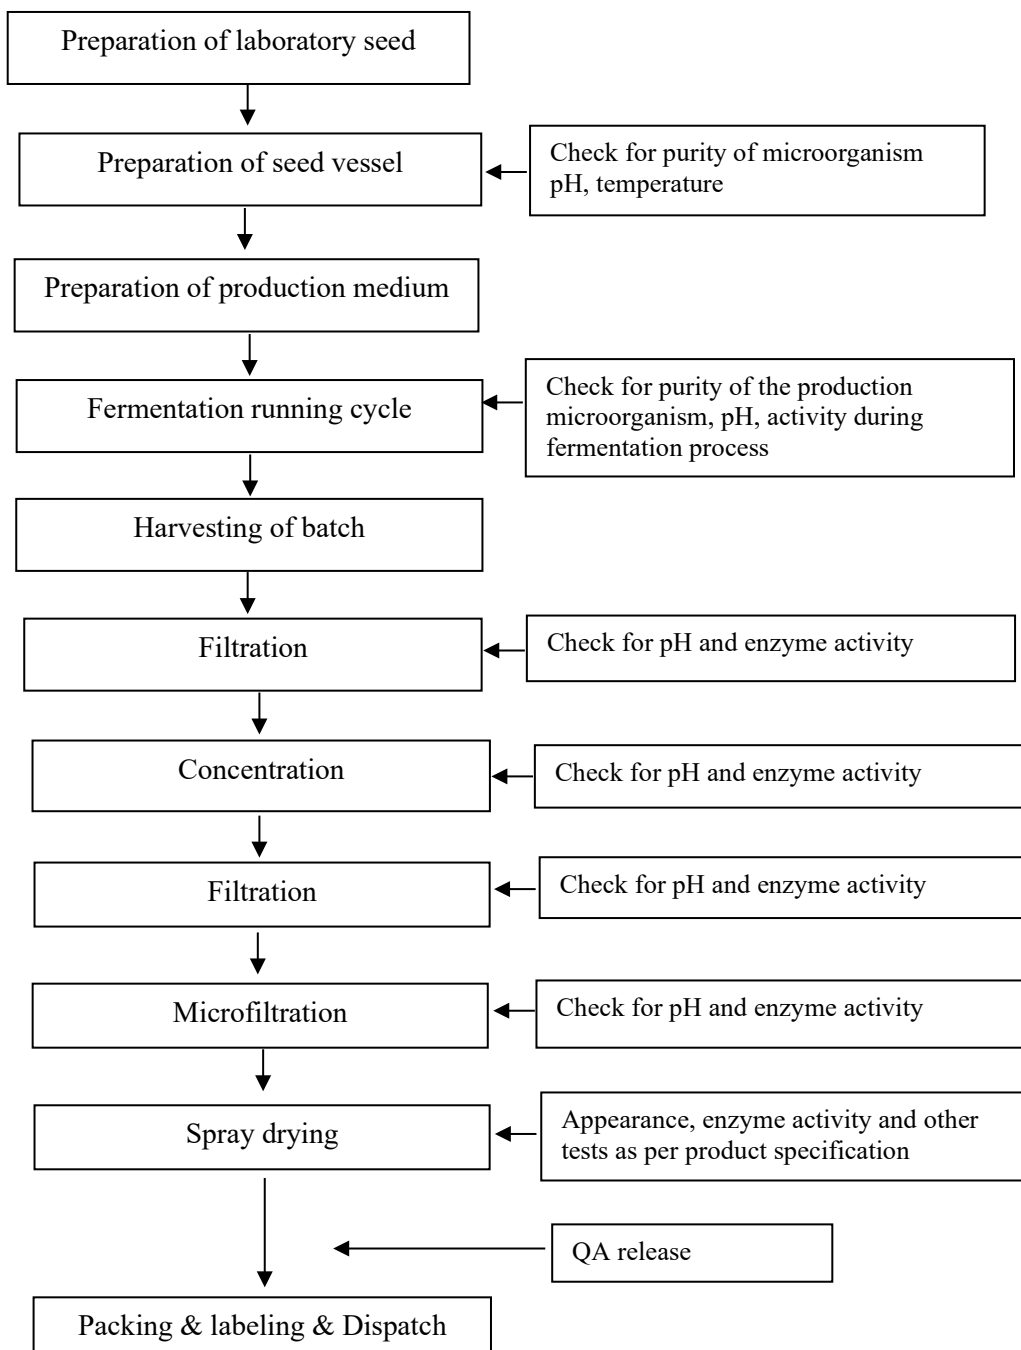 Preparation of laboratory seed
Preparation of seed vessel
Check for purity of microorganism
pH, temperature
Preparation of production medium
Fermentation running cycle
Check for purity of the production
microorganism, pH, activity during
fermentation process
Harvesting of batch
Filtration
Check for pH and enzyme activity
Concentration
Check for pH and enzyme activity
Filtration
Check for pH and enzyme activity
Microfiltration
Check for pH and enzyme activity
Spray drying
Appearance, enzyme activity and other
tests as per product specification
QA release
Packing & labeling & Dispatch